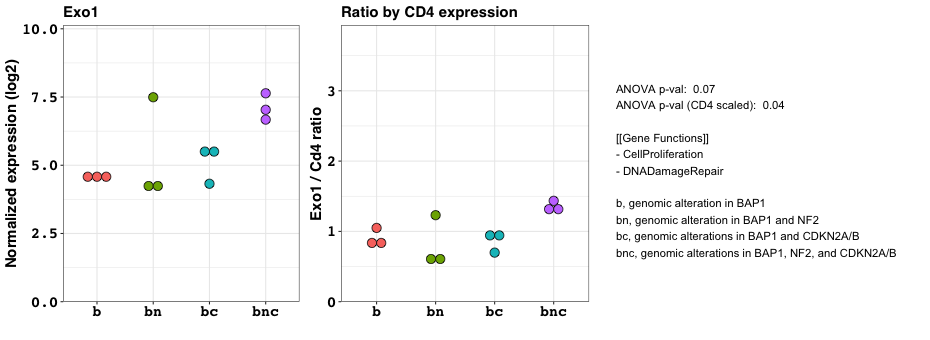 Exo1
Normalized expression (log2)
10.0
7.5
5.0
2.5
0.0
b
bn
bc
bnc
Ratio by CD4 expression
Exo1 / Cd4 ratio
3
2
1
0
b
bn
bc
bnc
ANOVA p-val: 0.07
ANOVA p-val (CD4 scaled): 0.04
[[Gene Functions]]
- CellProliferation
- DNADamageRepair
b, genomic alteration in BAP1
bn, genomic alteration in BAP1 and NF2
bc, genomic alterations in BAP1 and CDKN2A/B
bnc, genomic alterations in BAP1, NF2, and CDKN2A/B